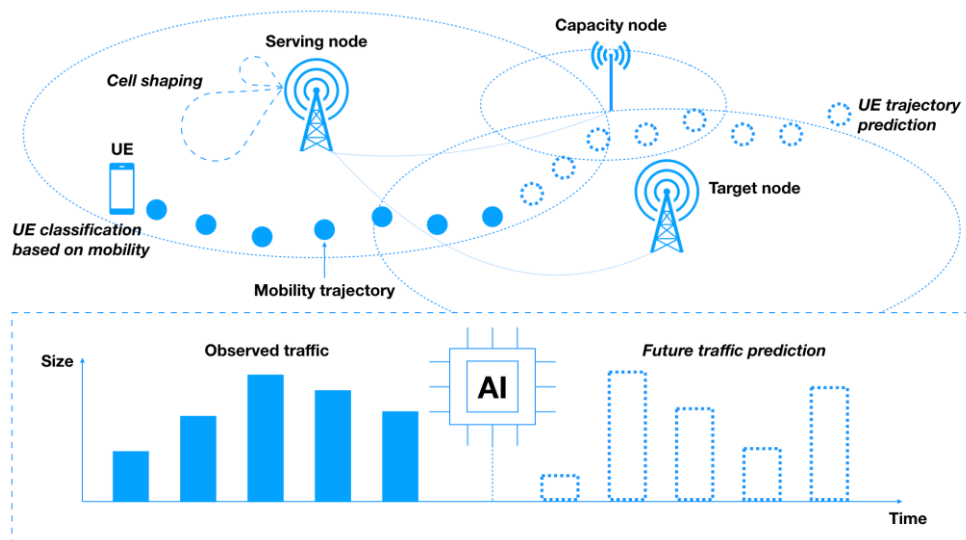 Capacity node
Serving node
Cell shaping
UE trajectory
prediction
UE
Target node
UE classification
based on mobility
Mobility trajectory
Size
Observed traffic
Future traffic prediction
AI
Time